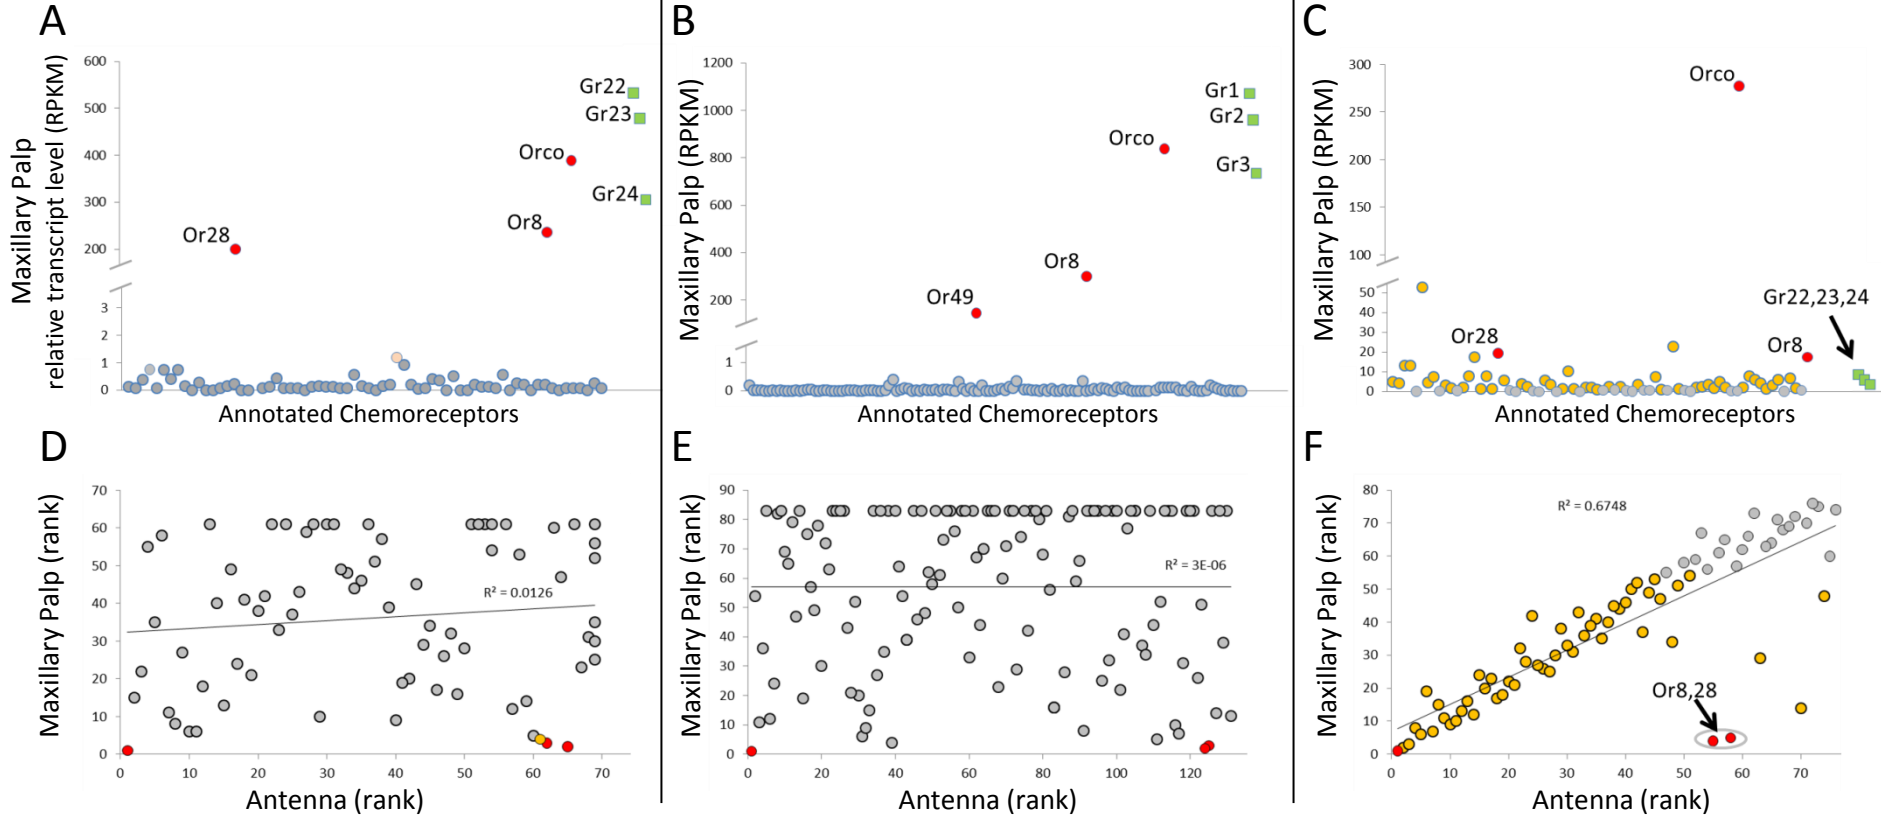 A
Maxillary Palp
relative transcript level (RPKM)
600
500
400
300
200
3
2
1
0
Gr22
Gr23
Orco
Gr24
Or8
Or28
Annotated Chemoreceptors
B
Maxillary Palp (RPKM)
1200
1000
800
600
400
200
1
0
Gr1
Gr2
Orco
Gr3
Or8
Or49
Annotated Chemoreceptors
C
Maxillary Palp (RPKM)
300
250
200
150
100
50
40
30
20
10
0
Orco
Gr22,23,24
Or28
Or8
Annotated Chemoreceptors
D
Maxillary Palp (rank)
70
60
50
40
30
20
10
0
R² = 0.0126
0 10 20 30 40 50 60 70
Antenna (rank)
E
Maxillary Palp (rank)
90
80
70
60
50
40
30
20
10
0
R² = 3E-06
0 20 40 60 80 100 120
Antenna (rank)
F
Maxillary Palp (rank)
80
70
60
50
40
30
20
10
0
R² = 0.6748
Or8,28
0 10 20 30 40 50 60 70
Antenna (rank)